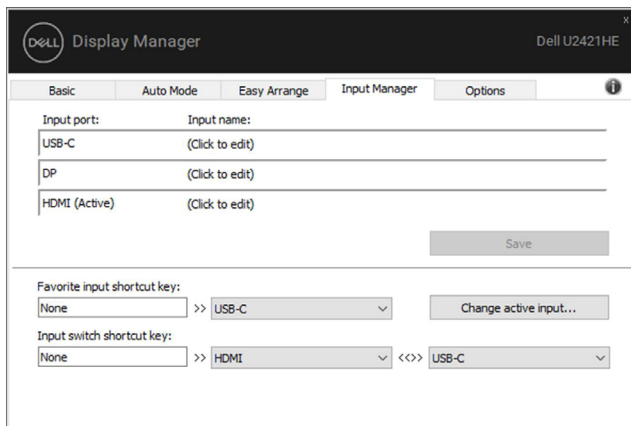 x
DELL Display Manager Dell U2421HE
Basic Auto Mode Easy Arrange Input Manager Options i
Input port: Input name:
USB-C (Click to edit)
DP (Click to edit)
HDMI (Active) (Click to edit)
Save
Favorite input shortcut key:
None >> USB-C Change active input...
Input switch shortcut key:
None >> HDMI <<>> USB-C